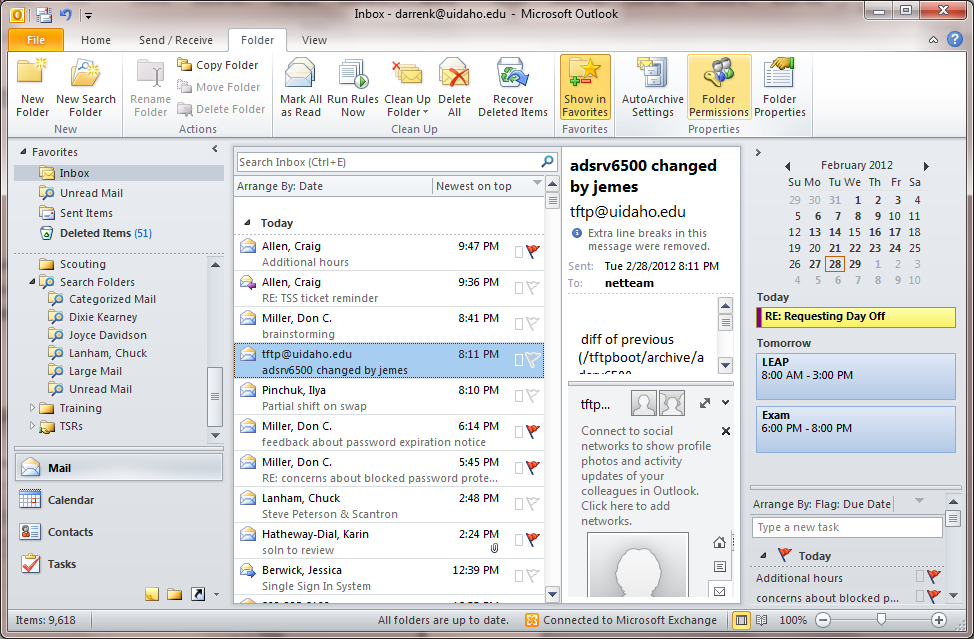 Inbox - darrenk@uidaho.edu - Microsoft Outlook
File Home Send / Receive Folder View
New Folder
New Search Folder
New
Rename Folder
Copy Folder
Move Folder
Delete Folder
Actions
Mark All as Read
Run Rules Now
Clean Up Folder
Delete All
Recover Deleted Items
Clean Up
Show in Favorites
Favorites
AutoArchive Settings
Folder Permissions
Folder Properties
Properties
Favorites
Inbox
Unread Mail
Sent Items
Deleted Items (51)
Scouting
Search Folders
Categorized Mail
Dixie Kearney
Joyce Davidson
Lanham, Chuck
Large Mail
Unread Mail
Training
TSRs
Mail
Calendar
Contacts
Tasks
Search Inbox (Ctrl+E)
Arrange By: Date Newest on top
Today
Allen, Craig 9:47 PM
Additional hours
Allen, Craig 9:36 PM
RE: TSS ticket reminder
Miller, Don C. 8:41 PM
brainstorming
tftp@uidaho.edu 8:11 PM
adsrv6500 changed by jemes
Pinchuk, Ilya 8:10 PM
Partial shift on swap
Miller, Don C. 6:14 PM
feedback about password expiration notice
Miller, Don C. 5:45 PM
RE: concerns about blocked password prote...
Lanham, Chuck 2:48 PM
Steve Peterson & Scantron
Hatheway-Dial, Karin 2:24 PM
soln to review
Berwick, Jessica 12:39 PM
Single Sign In System
adsrv6500 changed
by jemes
tftp@uidaho.edu
Extra line breaks in this
message were removed.
Sent: Tue 2/28/2012 8:11 PM
To: netteam
diff of previous
(/tftpboot/archive/a
dsrv6500
tftp...
Connect to social
networks to show profile
photos and activity
updates of your
colleagues in Outlook.
Click here to add
networks.
February 2012
Su Mo Tu We Th Fr Sa
29 30 31 1 2 3 4
5 6 7 8 9 10 11
12 13 14 15 16 17 18
19 20 21 22 23 24 25
26 27 28 29 1 2 3
4 5 6 7 8 9 10
Today
RE: Requesting Day Off
Tomorrow
LEAP
8:00 AM - 3:00 PM
Exam
6:00 PM - 8:00 PM
Arrange By: Flag: Due Date
Type a new task
Today
Additional hours
concerns about blocked p...
Items: 9,618 All folders are up to date. Connected to Microsoft Exchange 100%